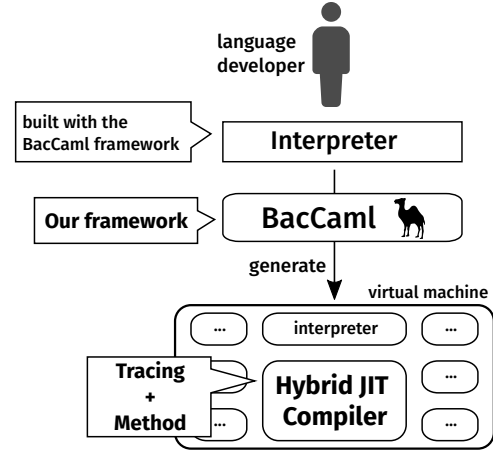 language
developer
built with the
BacCaml framework
Interpreter
Our framework
BacCaml
generate
virtual machine
...
interpreter
...
Tracing
+
Method
Hybrid JIT
Compiler
...
...
...